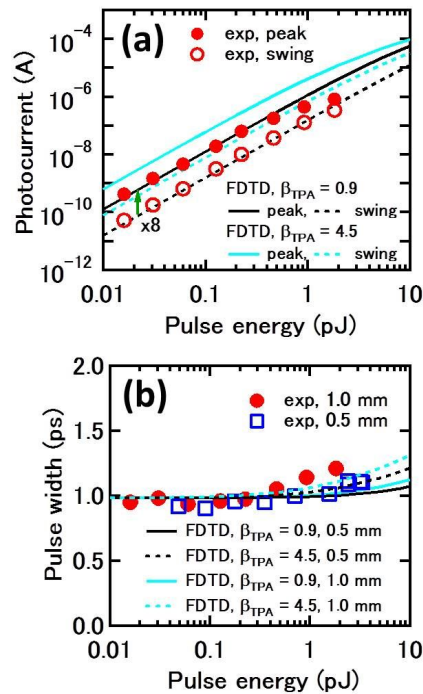 (a)
exp, peak
exp, swing
Photocurrent (A)
10⁻⁴
10⁻⁶
10⁻⁸
10⁻¹⁰
10⁻¹²
x8
FDTD, β_TPA = 0.9
peak, swing
FDTD, β_TPA = 4.5
peak, swing
0.01 0.1 1 10
Pulse energy (pJ)
(b)
exp, 1.0 mm
exp, 0.5 mm
Pulse width (ps)
2.0
1.5
1.0
0.5
0.0
FDTD, β_TPA = 0.9, 0.5 mm
FDTD, β_TPA = 4.5, 0.5 mm
FDTD, β_TPA = 0.9, 1.0 mm
FDTD, β_TPA = 4.5, 1.0 mm
0.01 0.1 1 10
Pulse energy (pJ)